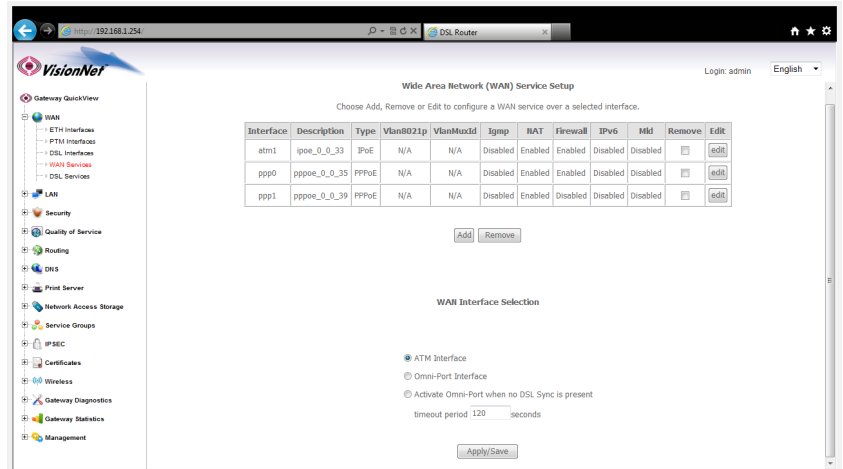 http://192.168.1.254/
DSL Router
VisionNet
Login: admin
English
Gateway QuickView
WAN
ETH Interfaces
PTM Interfaces
DSL Interfaces
WAN Services
DSL Services
LAN
Security
Quality of Service
Routing
DNS
Print Server
Network Access Storage
Service Groups
IPSEC
Certificates
Wireless
Gateway Diagnostics
Gateway Statistics
Management
Wide Area Network (WAN) Service Setup
Choose Add, Remove or Edit to configure a WAN service over a selected interface.
Interface Description Type Vlan8021p VlanMuxId Igmp NAT Firewall IPv6 Mld Remove Edit
atm1 ipoe_0_0_33 IPoE N/A N/A Disabled Enabled Enabled Disabled Disabled edit
ppp0 pppoe_0_0_35 PPPoE N/A N/A Disabled Enabled Enabled Disabled Disabled edit
ppp1 pppoe_0_0_39 PPPoE N/A N/A Disabled Enabled Disabled Disabled Disabled edit
Add Remove
WAN Interface Selection
ATM Interface
Omni-Port Interface
Activate Omni-Port when no DSL Sync is present
timeout period 120 seconds
Apply/Save